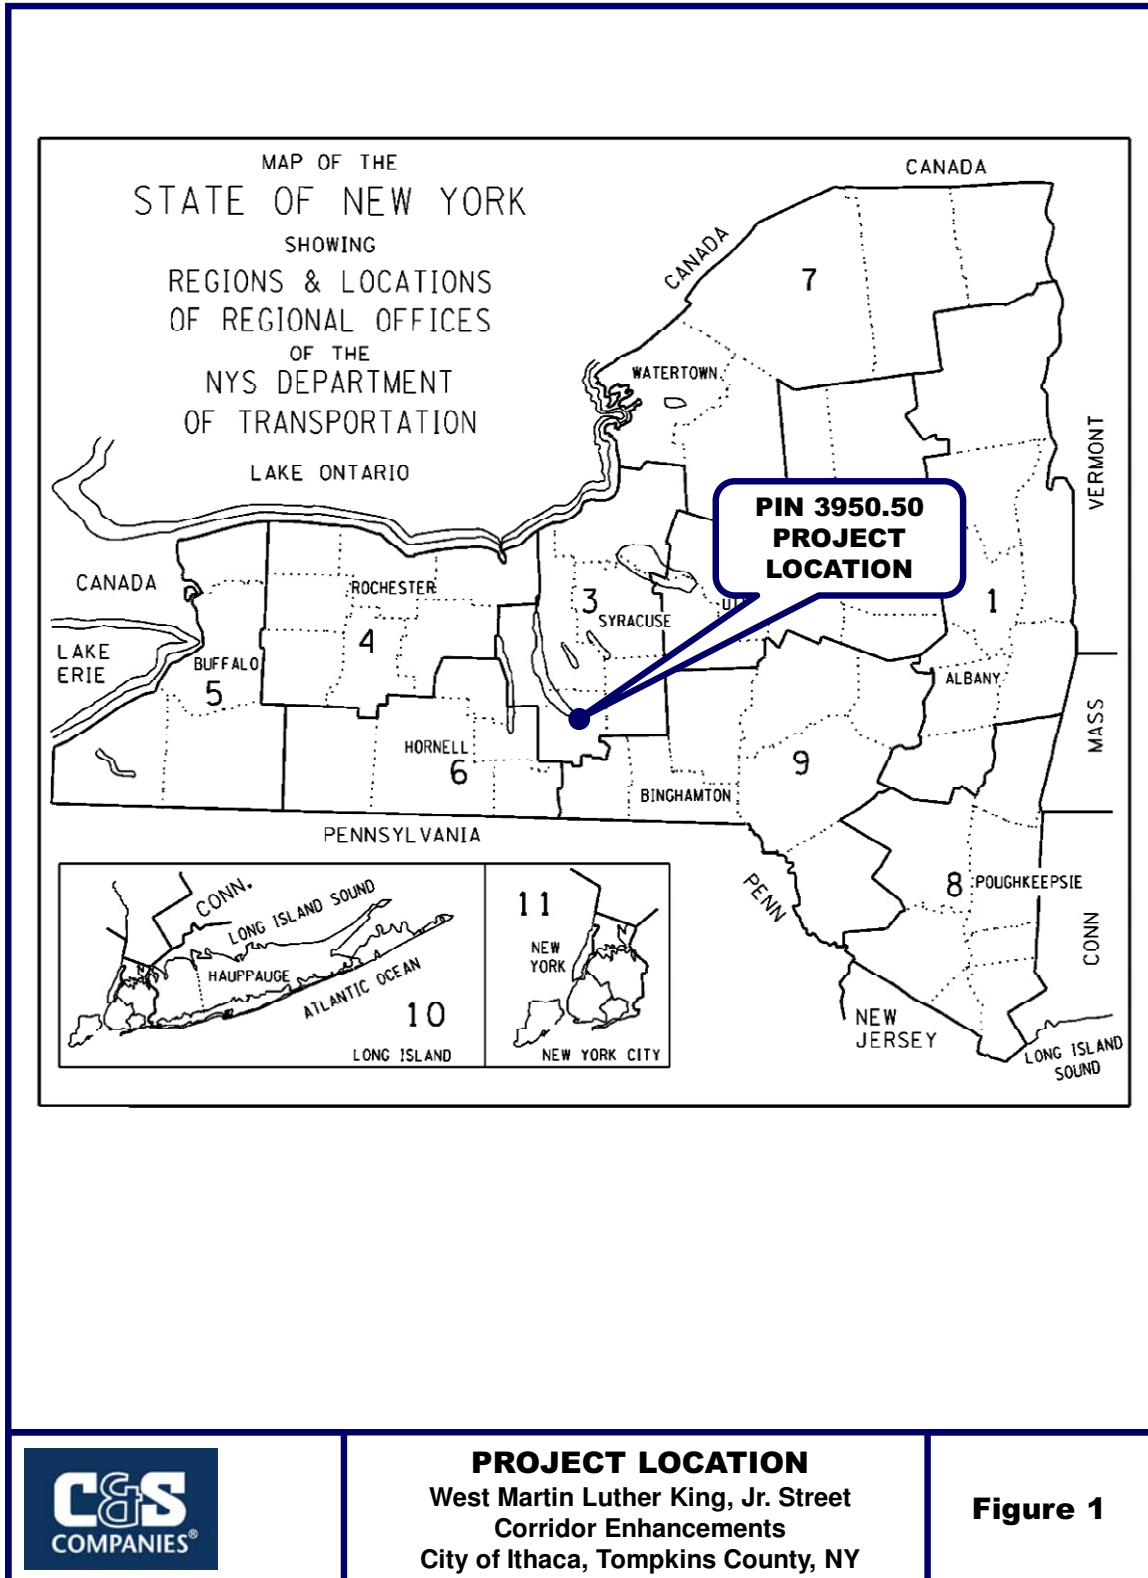 MAP OF THE
STATE OF NEW YORK
SHOWING
REGIONS & LOCATIONS
OF REGIONAL OFFICES
OF THE
NYS DEPARTMENT
OF TRANSPORTATION
LAKE ONTARIO
CANADA
CANADA
7
WATERTOWN
VERMONT
PIN 3950.50
PROJECT
LOCATION
CANADA
ROCHESTER
3
SYRACUSE
1
4
LAKE
ERIE
BUFFALO
5
ALBANY
MASS
HORNELL
6
9
BINGHAMTON
PENNSYLVANIA
PENN
8
POUGHKEEPSIE
CONN
NEW
JERSEY
LONG ISLAND
SOUND
CONN.
LONG ISLAND SOUND
N
HAUPPAUGE
ATLANTIC OCEAN
10
LONG ISLAND
11
NEW
YORK
N
NEW YORK CITY
C&S
COMPANIES®
PROJECT LOCATION
West Martin Luther King, Jr. Street
Corridor Enhancements
City of Ithaca, Tompkins County, NY
Figure 1